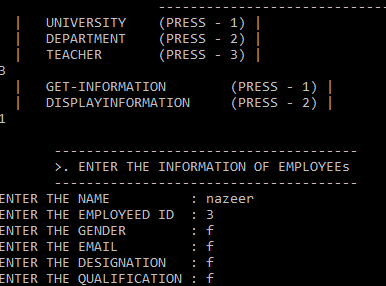 ----------------------------
| UNIVERSITY (PRESS - 1) |
| DEPARTMENT (PRESS - 2) |
| TEACHER (PRESS - 3) |
3
| GET-INFORMATION (PRESS - 1) |
| DISPLAYINFORMATION (PRESS - 2) |
1
--------------------------------------
>. ENTER THE INFORMATION OF EMPLOYEEs
--------------------------------------
ENTER THE NAME : nazeer
ENTER THE EMPLOYEED ID : 3
ENTER THE GENDER : f
ENTER THE EMAIL : f
ENTER THE DESIGNATION : f
ENTER THE QUALIFICATION : f